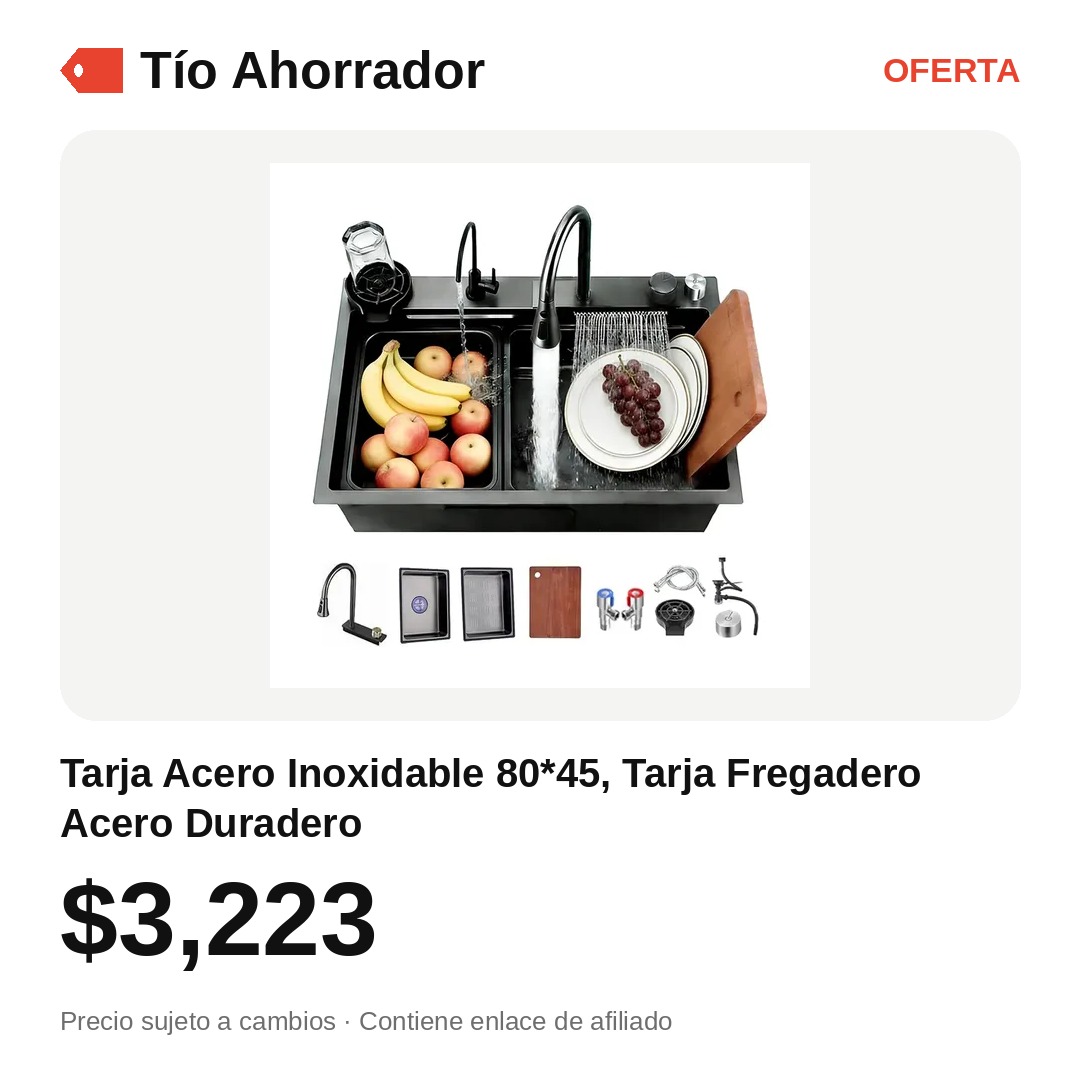 Tío Ahorrador
OFERTA
Tarja Acero Inoxidable 80*45, Tarja Fregadero
Acero Duradero
$3,223
Precio sujeto a cambios · Contiene enlace de afiliado